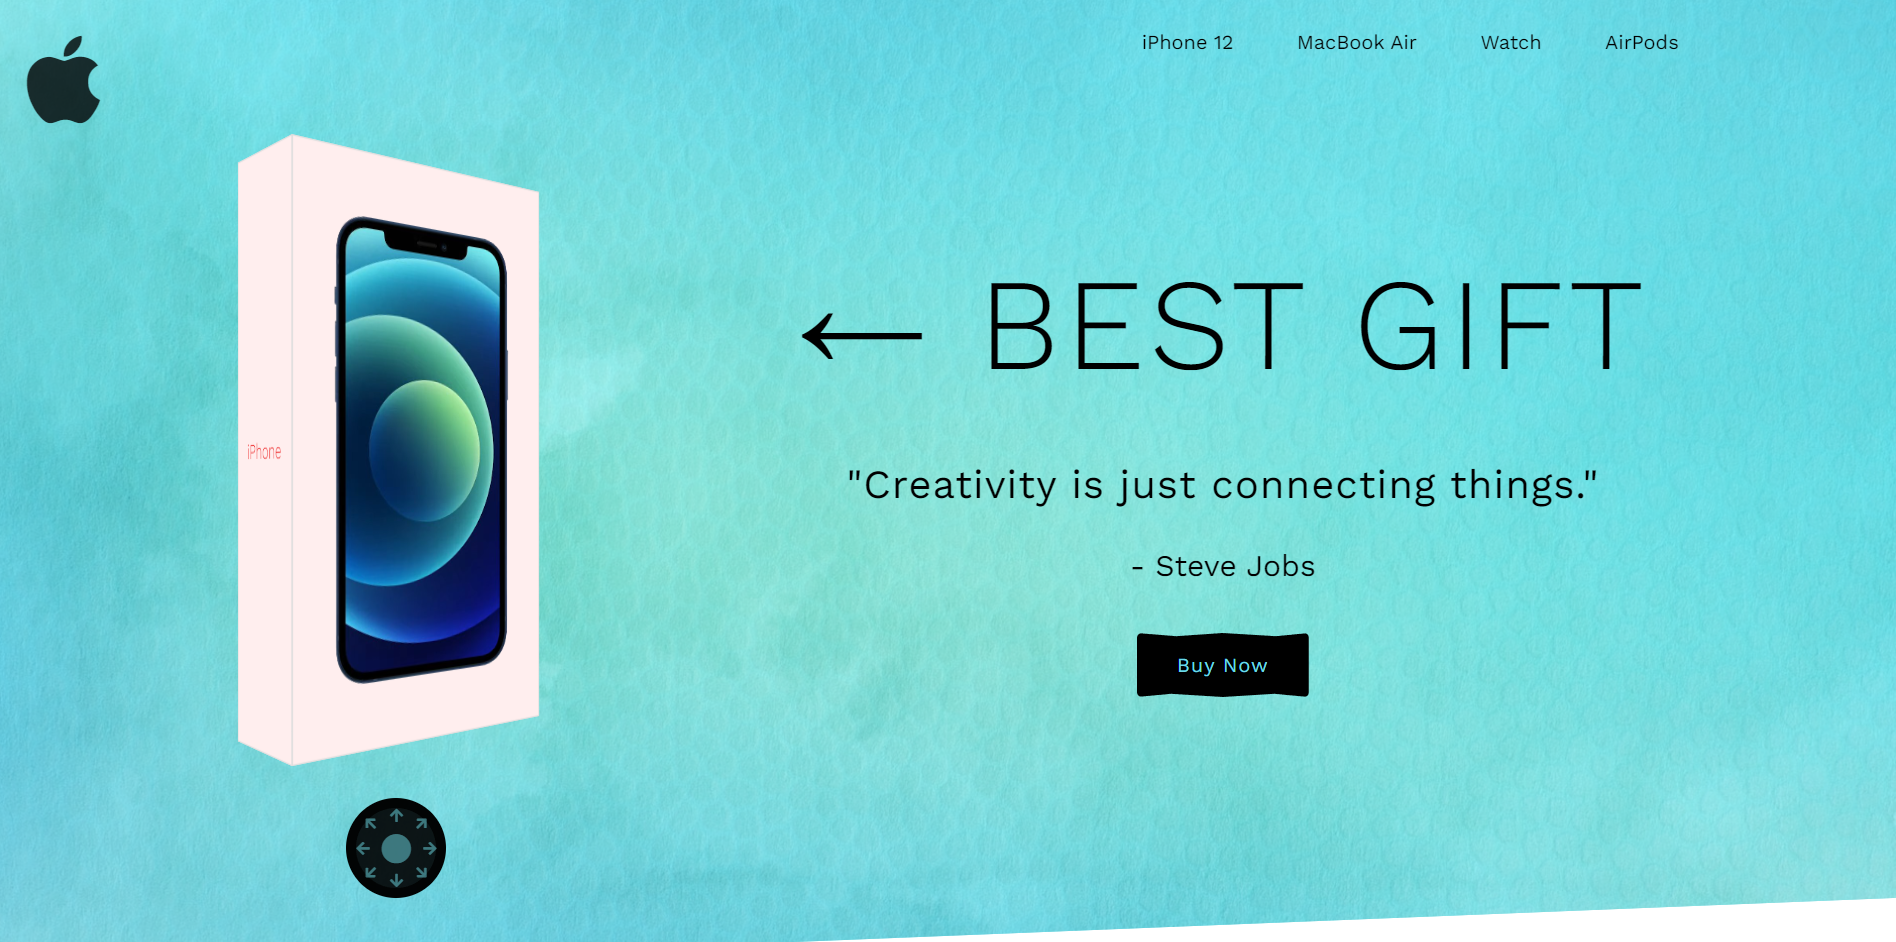 iPhone 12
MacBook Air
Watch
AirPods
← BEST GIFT
iPhone
"Creativity is just connecting things."
- Steve Jobs
Buy Now